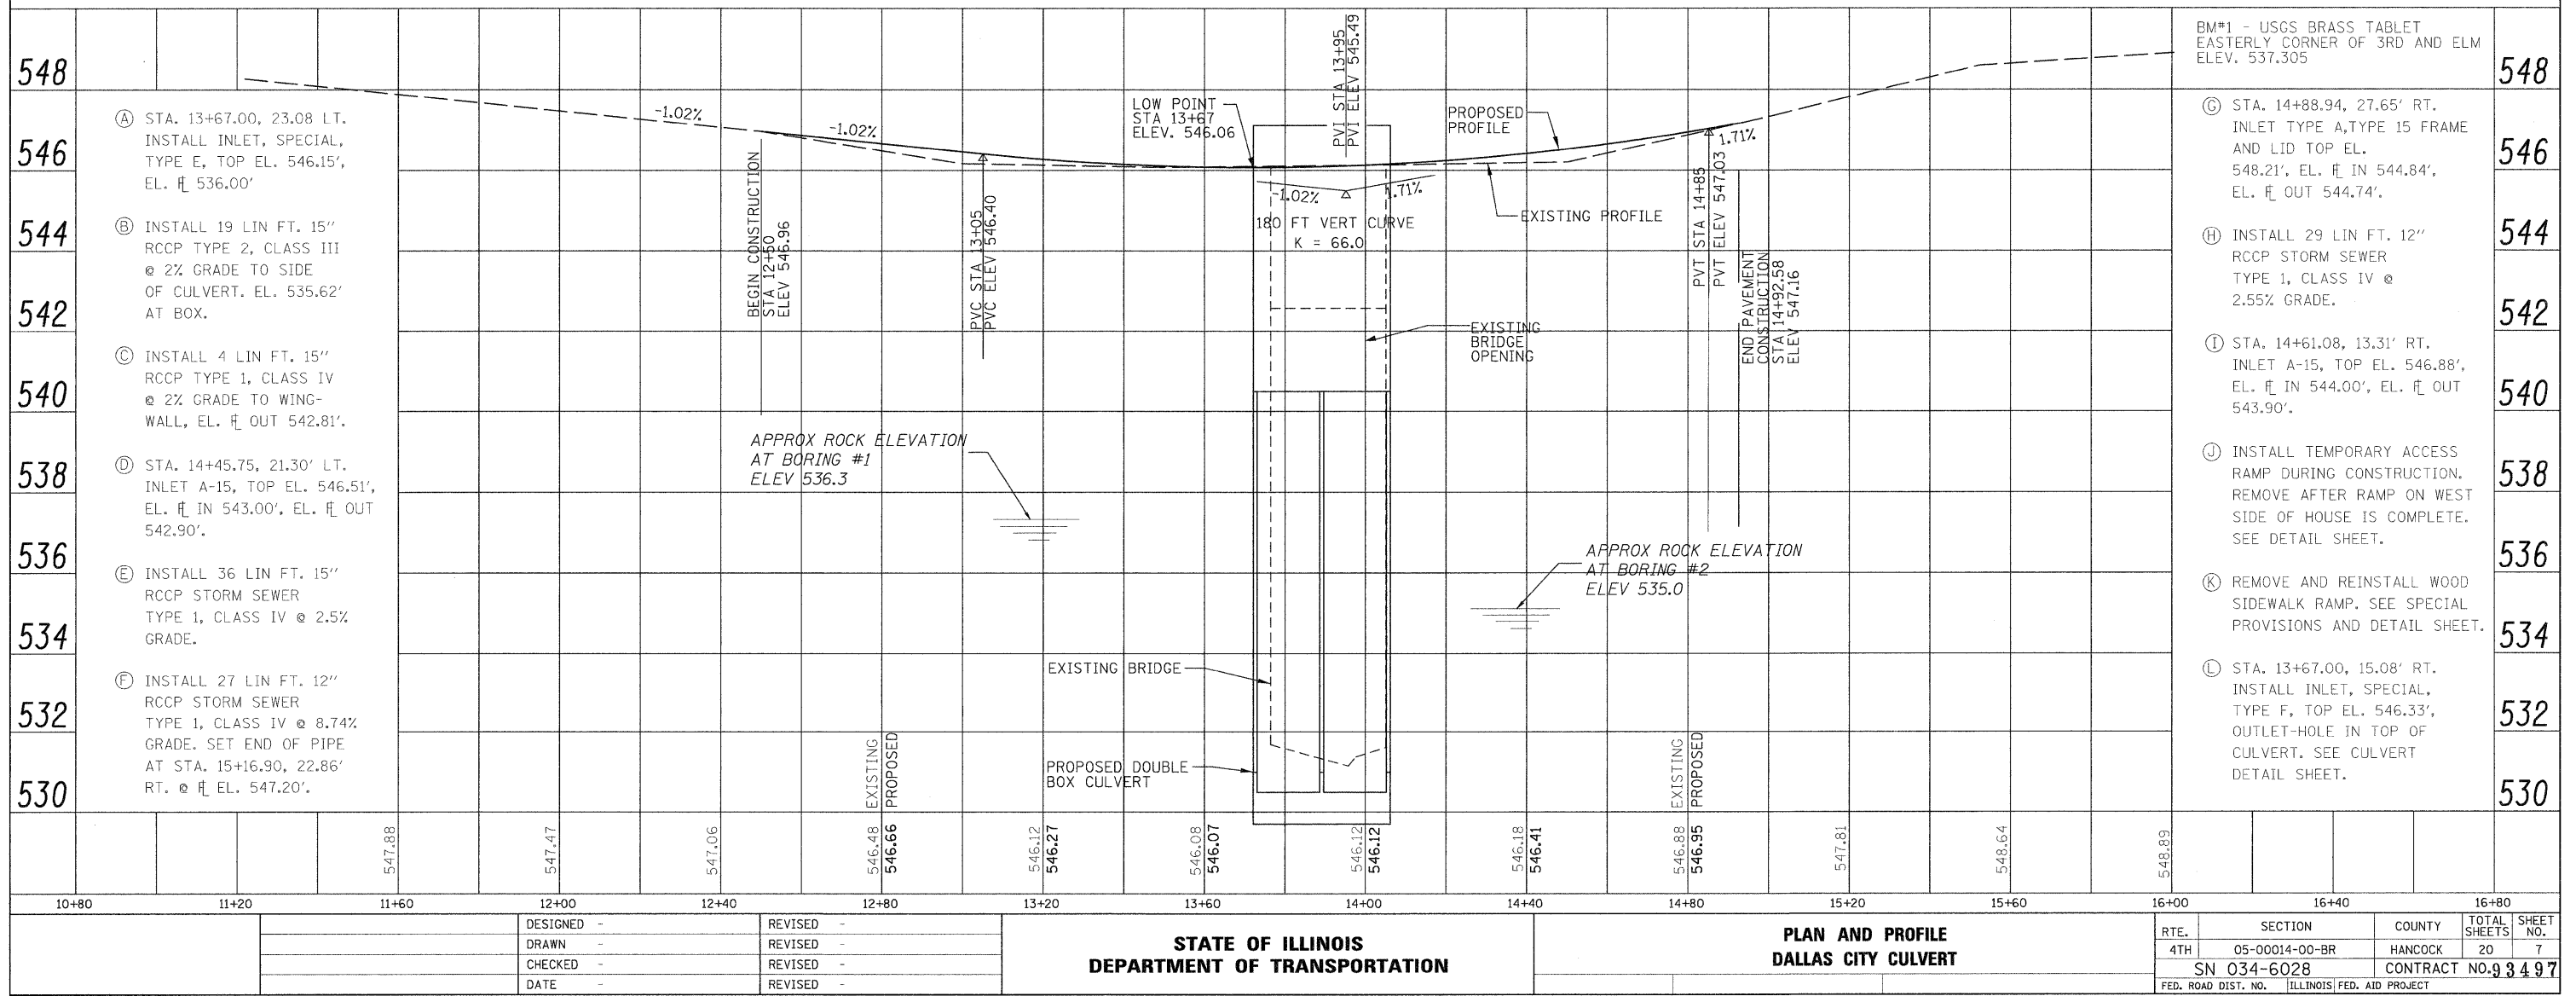 548
546
544
542
540
538
536
534
532
530
Ⓐ STA. 13+67.00, 23.08 LT.
INSTALL INLET, SPECIAL,
TYPE E, TOP EL. 546.15',
EL. FL 536.00'
Ⓑ INSTALL 19 LIN FT. 15"
RCCP TYPE 2, CLASS III
@ 2% GRADE TO SIDE
OF CULVERT. EL. 535.62'
AT BOX.
Ⓒ INSTALL 4 LIN FT. 15"
RCCP TYPE 1, CLASS IV
@ 2% GRADE TO WING-
WALL, EL. FL OUT 542.81'.
Ⓓ STA. 14+45.75, 21.30' LT.
INLET A-15, TOP EL. 546.51',
EL. FL IN 543.00', EL. FL OUT
542.90'.
Ⓔ INSTALL 36 LIN FT. 15"
RCCP STORM SEWER
TYPE 1, CLASS IV @ 2.5%
GRADE.
Ⓕ INSTALL 27 LIN FT. 12"
RCCP STORM SEWER
TYPE 1, CLASS IV @ 8.74%
GRADE. SET END OF PIPE
AT STA. 15+16.90, 22.86'
RT. @ FL EL. 547.20'.
-1.02%
-1.02%
BEGIN CONSTRUCTION
STA 12+50
ELEV 546.96
PVC STA 13+05
PVC ELEV 546.40
LOW POINT
STA 13+67
ELEV. 546.06
PVI STA 13+95
PVI ELEV 545.49
PROPOSED
PROFILE
1.71%
-1.02%
1.71%
180 FT VERT CURVE
K = 66.0
EXISTING PROFILE
PVT STA 14+85
PVT ELEV 547.03
END PAVEMENT
CONSTRUCTION
STA 14+92.58
ELEV 547.16
EXISTING
BRIDGE
OPENING
APPROX ROCK ELEVATION
AT BORING #1
ELEV 536.3
APPROX ROCK ELEVATION
AT BORING #2
ELEV 535.0
EXISTING BRIDGE
PROPOSED DOUBLE
BOX CULVERT
EXISTING
PROPOSED
EXISTING
PROPOSED
BM#1 - USGS BRASS TABLET
EASTERLY CORNER OF 3RD AND ELM
ELEV. 537.305
Ⓖ STA. 14+88.94, 27.65' RT.
INLET TYPE A,TYPE 15 FRAME
AND LID TOP EL.
548.21', EL. FL IN 544.84',
EL. FL OUT 544.74'.
Ⓗ INSTALL 29 LIN FT. 12"
RCCP STORM SEWER
TYPE 1, CLASS IV @
2.55% GRADE.
Ⓘ STA. 14+61.08, 13.31' RT.
INLET A-15, TOP EL. 546.88',
EL. FL IN 544.00', EL. FL OUT
543.90'.
Ⓙ INSTALL TEMPORARY ACCESS
RAMP DURING CONSTRUCTION.
REMOVE AFTER RAMP ON WEST
SIDE OF HOUSE IS COMPLETE.
SEE DETAIL SHEET.
Ⓚ REMOVE AND REINSTALL WOOD
SIDEWALK RAMP. SEE SPECIAL
PROVISIONS AND DETAIL SHEET.
Ⓛ STA. 13+67.00, 15.08' RT.
INSTALL INLET, SPECIAL,
TYPE F, TOP EL. 546.33',
OUTLET-HOLE IN TOP OF
CULVERT. SEE CULVERT
DETAIL SHEET.
548
546
544
542
540
538
536
534
532
530
547.88
547.47
547.06
546.48
546.66
546.12
546.27
546.08
546.07
546.12
546.12
546.18
546.41
546.88
546.95
547.81
548.64
548.89
10+80 11+20 11+60 12+00 12+40 12+80 13+20 13+60 14+00 14+40 14+80 15+20 15+60 16+00 16+40 16+80
DESIGNED -
DRAWN -
CHECKED -
DATE -
REVISED -
REVISED -
REVISED -
REVISED -
STATE OF ILLINOIS
DEPARTMENT OF TRANSPORTATION
PLAN AND PROFILE
DALLAS CITY CULVERT
RTE. SECTION COUNTY TOTAL SHEETS SHEET NO.
4TH 05-00014-00-BR HANCOCK 20 7
SN 034-6028 CONTRACT NO.93497
FED. ROAD DIST. NO. ILLINOIS FED. AID PROJECT